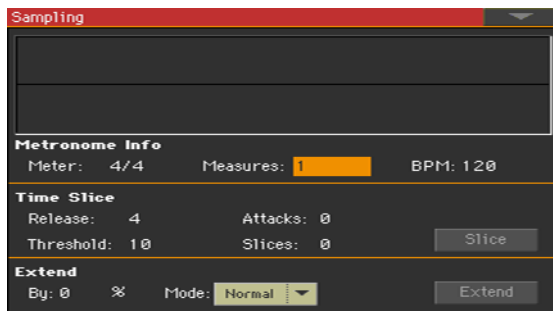 Sampling
Metronome Info
Meter: 4/4 Measures: 1 BPM: 120
Time Slice
Release: 4 Attacks: 0
Threshold: 10 Slices: 0 Slice
Extend
By: 0 % Mode: Normal Extend